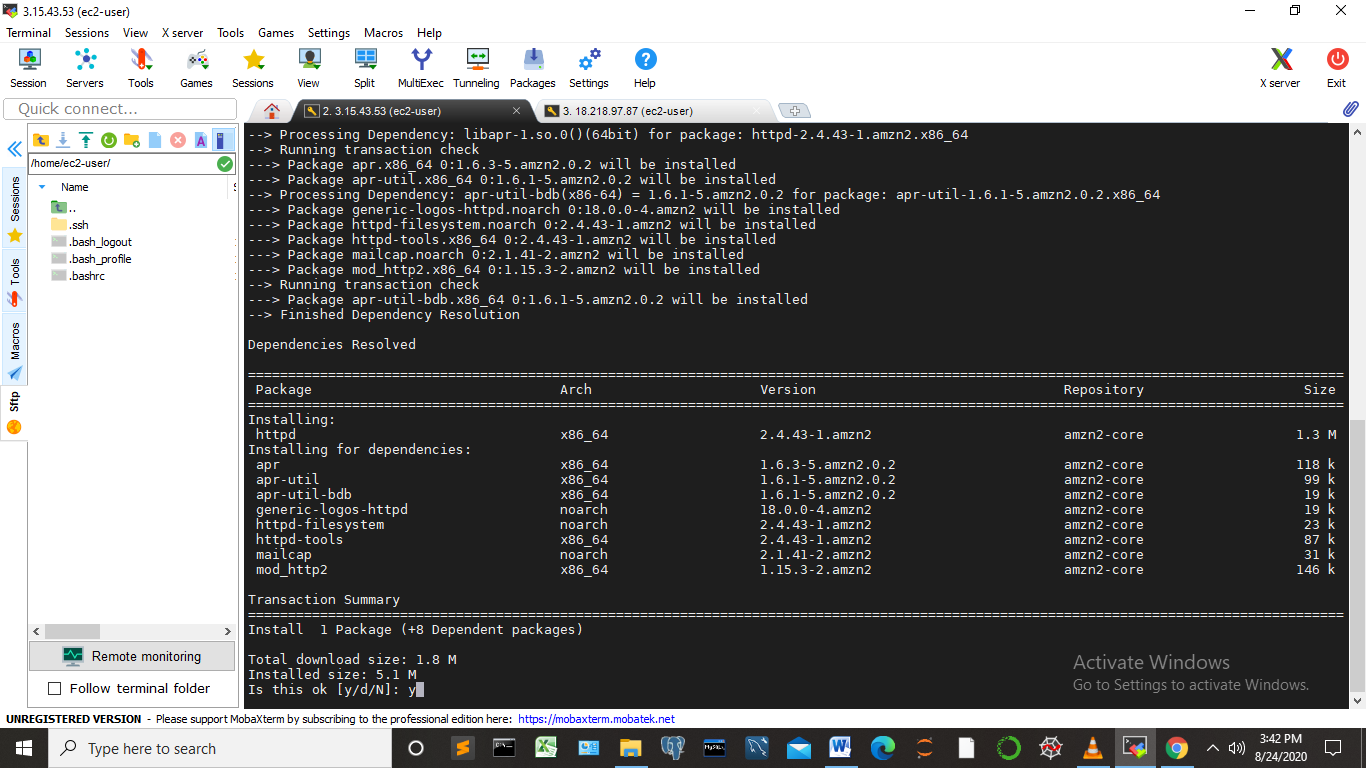 3.15.43.53 (ec2-user)
Terminal Sessions View X server Tools Games Settings Macros Help
Session Servers Tools Games Sessions View Split MultiExec Tunneling Packages Settings Help X server Exit
Quick connect...
2. 3.15.43.53 (ec2-user)
3. 18.218.97.87 (ec2-user)
/home/ec2-user/
Name
..
.ssh
.bash_logout
.bash_profile
.bashrc
Sessions
Tools
Macros
Sftp
Remote monitoring
Follow terminal folder
--> Processing Dependency: libapr-1.so.0()(64bit) for package: httpd-2.4.43-1.amzn2.x86_64
--> Running transaction check
---> Package apr.x86_64 0:1.6.3-5.amzn2.0.2 will be installed
---> Package apr-util.x86_64 0:1.6.1-5.amzn2.0.2 will be installed
--> Processing Dependency: apr-util-bdb(x86-64) = 1.6.1-5.amzn2.0.2 for package: apr-util-1.6.1-5.amzn2.0.2.x86_64
---> Package generic-logos-httpd.noarch 0:18.0.0-4.amzn2 will be installed
---> Package httpd-filesystem.noarch 0:2.4.43-1.amzn2 will be installed
---> Package httpd-tools.x86_64 0:2.4.43-1.amzn2 will be installed
---> Package mailcap.noarch 0:2.1.41-2.amzn2 will be installed
---> Package mod_http2.x86_64 0:1.15.3-2.amzn2 will be installed
--> Running transaction check
---> Package apr-util-bdb.x86_64 0:1.6.1-5.amzn2.0.2 will be installed
--> Finished Dependency Resolution
Dependencies Resolved
Package Arch Version Repository Size
Installing:
httpd x86_64 2.4.43-1.amzn2 amzn2-core 1.3 M
Installing for dependencies:
apr x86_64 1.6.3-5.amzn2.0.2 amzn2-core 118 k
apr-util x86_64 1.6.1-5.amzn2.0.2 amzn2-core 99 k
apr-util-bdb x86_64 1.6.1-5.amzn2.0.2 amzn2-core 19 k
generic-logos-httpd noarch 18.0.0-4.amzn2 amzn2-core 19 k
httpd-filesystem noarch 2.4.43-1.amzn2 amzn2-core 23 k
httpd-tools x86_64 2.4.43-1.amzn2 amzn2-core 87 k
mailcap noarch 2.1.41-2.amzn2 amzn2-core 31 k
mod_http2 x86_64 1.15.3-2.amzn2 amzn2-core 146 k
Transaction Summary
Install 1 Package (+8 Dependent packages)
Total download size: 1.8 M
Installed size: 5.1 M
Is this ok [y/d/N]: y
Activate Windows
Go to Settings to activate Windows.
UNREGISTERED VERSION - Please support MobaXterm by subscribing to the professional edition here: https://mobaxterm.mobatek.net
Type here to search
3:42 PM
8/24/2020